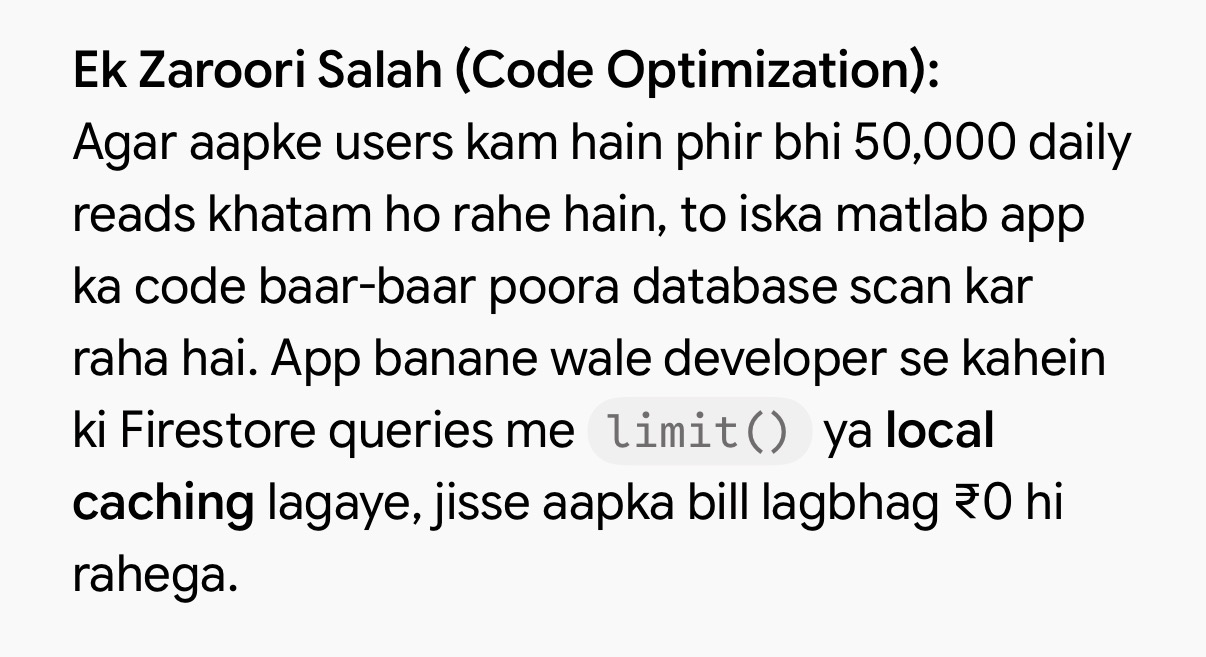 Ek Zaroori Salah (Code Optimization):
Agar aapke users kam hain phir bhi 50,000 daily
reads khatam ho rahe hain, to iska matlab app
ka code baar-baar poora database scan kar
raha hai. App banane wale developer se kahein
ki Firestore queries me limit() ya local
caching lagaye, jisse aapka bill lagbhag ₹0 hi
rahega.